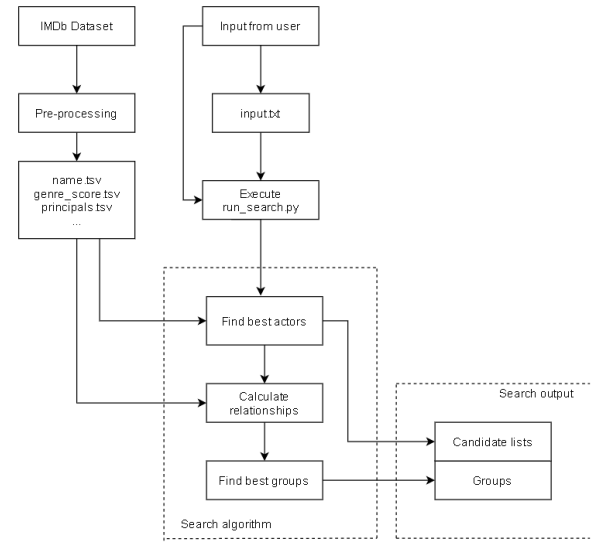 IMDb Dataset
Input from user
Pre-processing
input.txt
name.tsv
genre_score.tsv
principals.tsv
...
Execute
run_search.py
Find best actors
Calculate
relationships
Search output
Candidate lists
Find best groups
Groups
Search algorithm